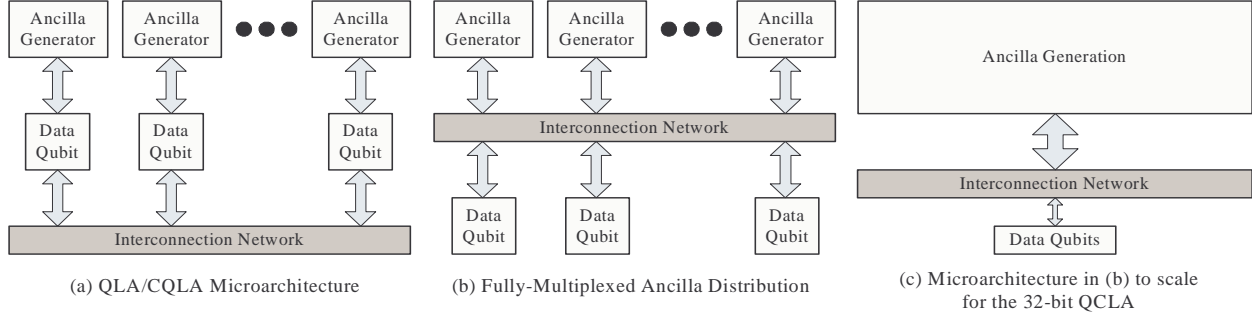 Ancilla
Generator
Ancilla
Generator
Ancilla
Generator
Data
Qubit
Data
Qubit
Data
Qubit
Interconnection Network
(a) QLA/CQLA Microarchitecture
Ancilla
Generator
Ancilla
Generator
Ancilla
Generator
Interconnection Network
Data
Qubit
Data
Qubit
Data
Qubit
(b) Fully-Multiplexed Ancilla Distribution
Ancilla Generation
Interconnection Network
Data Qubits
(c) Microarchitecture in (b) to scale
for the 32-bit QCLA